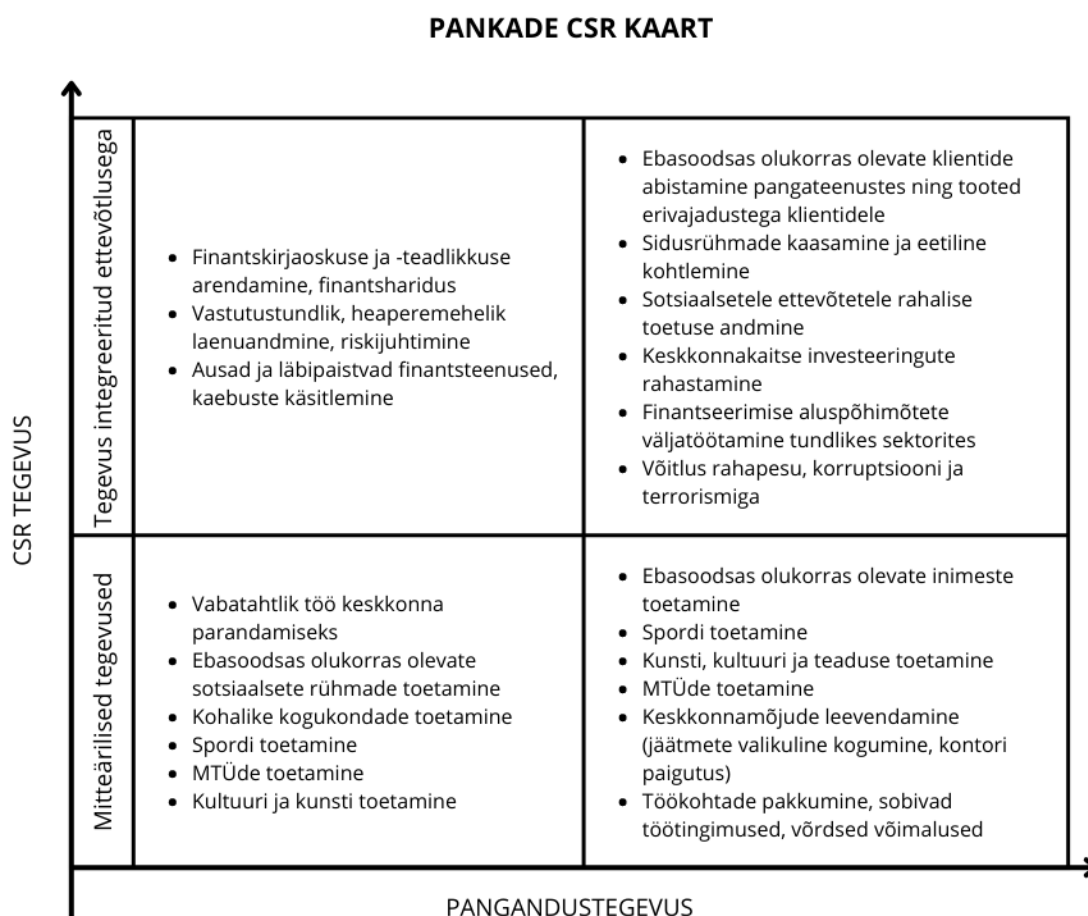 PANKADE CSR KAART
CSR TEGEVUS
Tegevus integreeritud ettevõtlusega
• Finantskirjaoskuse ja -teadlikkuse
arendamine, finantsharidus
• Vastutustundlik, heaperemehelik
laenuandmine, riskijuhtimine
• Ausad ja läbipaistvad finantsteenused,
kaebuste käsitlemine
• Ebasoodsas olukorras olevate klientide
abistamine pangateenustes ning tooted
erivajadustega klientidele
• Sidusrühmade kaasamine ja eetiline
kohtlemine
• Sotsiaalsetele ettevõtetele rahalise
toetuse andmine
• Keskkonnakaitse investeeringute
rahastamine
• Finantseerimise aluspõhimõtete
väljatöötamine tundlikes sektorites
• Võitlus rahapesu, korruptsiooni ja
terrorismiga
Mitteärilised tegevused
• Vabatahtlik töö keskkonna
parandamiseks
• Ebasoodsas olukorras olevate
sotsiaalsete rühmade toetamine
• Kohalike kogukondade toetamine
• Spordi toetamine
• MTÜde toetamine
• Kultuuri ja kunsti toetamine
• Ebasoodsas olukorras olevate inimeste
toetamine
• Spordi toetamine
• Kunsti, kultuuri ja teaduse toetamine
• MTÜde toetamine
• Keskkonnamõjude leevendamine
(jäätmete valikuline kogumine, kontori
paigutus)
• Töökohtade pakkumine, sobivad
töötingimused, võrdsed võimalused
PANGANDUSTEGEVUS